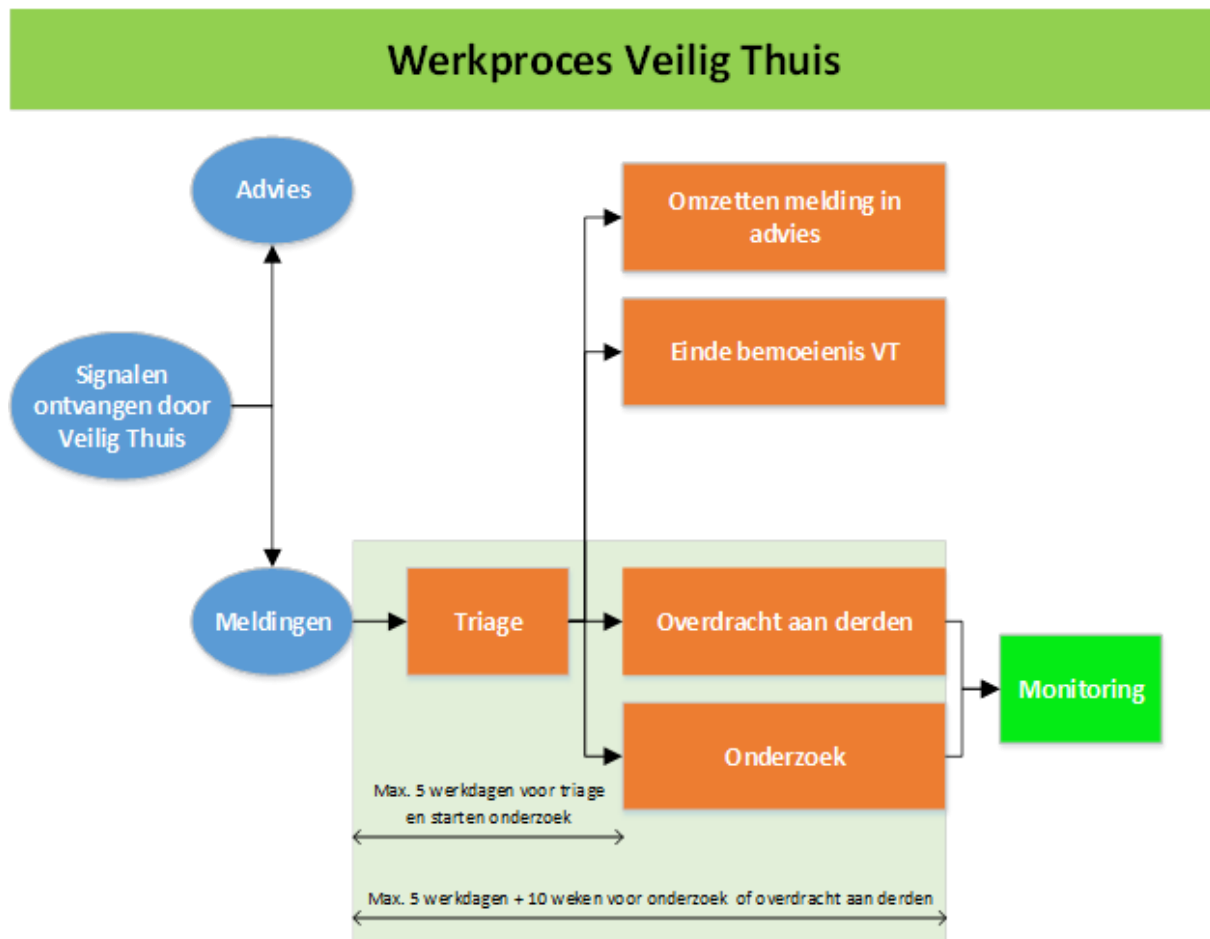 Werkproces Veilig Thuis
Advies
Omzetten melding in
advies
Einde bemoeienis VT
Signalen
ontvangen door
Veilig Thuis
Meldingen
Triage
Overdracht aan derden
Monitoring
Onderzoek
Max. 5 werkdagen voor triage
en starten onderzoek
Max. 5 werkdagen + 10 weken voor onderzoek of overdracht aan derden